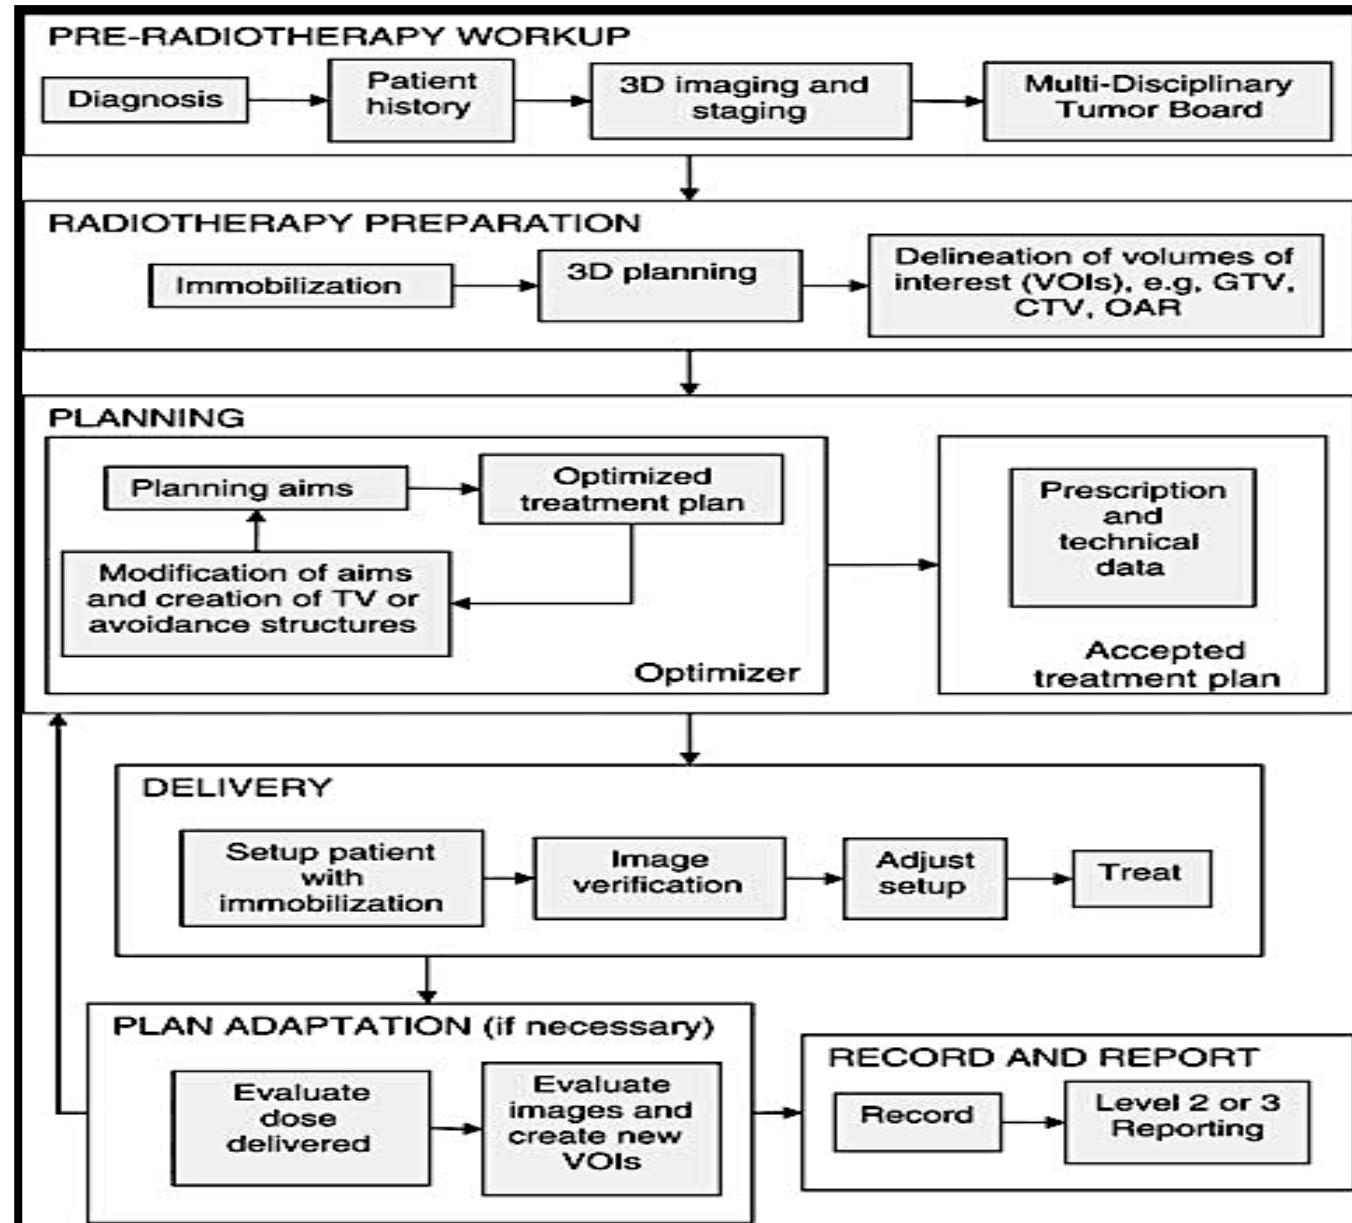 PRE-RADIOTHERAPY WORKUP
Diagnosis
Patient
history
3D imaging and
staging
Multi-Disciplinary
Tumor Board
RADIOTHERAPY PREPARATION
Immobilization
3D planning
Delineation of volumes of
interest (VOIs), e.g, GTV,
CTV, OAR
PLANNING
Planning aims
Optimized
treatment plan
Modification of aims
and creation of TV or
avoidance structures
Optimizer
Prescription
and
technical
data
Accepted
treatment plan
DELIVERY
Setup patient
with
immobilization
Image
verification
Adjust
setup
Treat
PLAN ADAPTATION (if necessary)
Evaluate
dose
delivered
Evaluate
images and
create new
VOIs
RECORD AND REPORT
Record
Level 2 or 3
Reporting